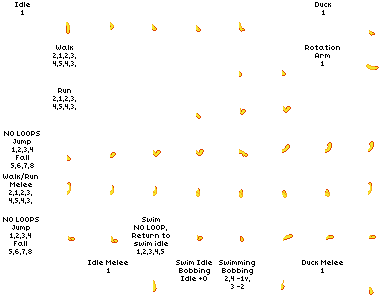 Idle
1
Duck
1
Walk
2,1,2,3,
4,5,4,3,
Rotation
Arm
1
Run
2,1,2,3,
4,5,4,3,
NO LOOPS
Jump
1,2,3,4
Fall
5,6,7,8
Walk/Run
Melee
2,1,2,3,
4,5,4,3,
NO LOOPS
Jump
1,2,3,4
Fall
5,6,7,8
Swim
NO LOOP,
Return to
swim idle
1,2,3,4,5
Idle Melee
1
Swim Idle
Bobbing
Idle +0
Swimming
Bobbing
2,4 -1v,
3 -2
Duck Melee
1